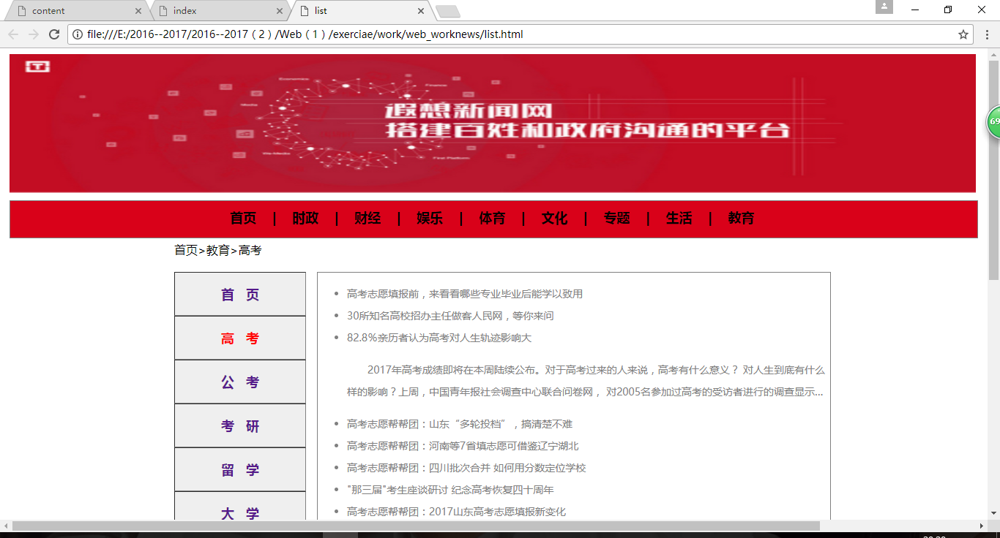 content
index
list
file:///E:/2016--2017/2016--2017（2）/Web（1）/exerciae/work/web_worknews/list.html
T
Economics
Finance
Media
遐想新闻网
搭建百姓和政府沟通的平台
We-Media
First Platform
69
首页 | 时政 | 财经 | 娱乐 | 体育 | 文化 | 专题 | 生活 | 教育
首页>教育>高考
首 页
高 考
公 考
考 研
留 学
大 学
• 高考志愿填报前，来看看哪些专业毕业后能学以致用
• 30所知名高校招办主任做客人民网，等你来问
• 82.8%亲历者认为高考对人生轨迹影响大
2017年高考成绩即将在本周陆续公布。对于高考过来的人来说，高考有什么意义？ 对人生到底有什么
样的影响？上周，中国青年报社会调查中心联合问卷网， 对2005名参加过高考的受访者进行的调查显示...
• 高考志愿帮帮团：山东“多轮投档”，搞清楚不难
• 高考志愿帮帮团：河南等7省填志愿可借鉴辽宁湖北
• 高考志愿帮帮团：四川批次合并 如何用分数定位学校
• "那三届"考生座谈研讨 纪念高考恢复四十周年
• 高考志愿帮帮团：2017山东高考志愿填报新变化